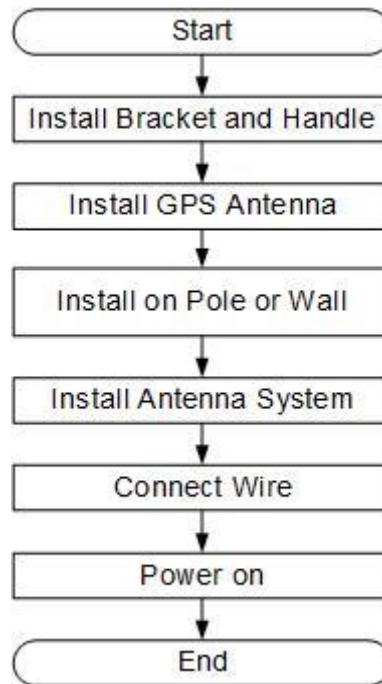 Start
Install Bracket and Handle
Install GPS Antenna
Install on Pole or Wall
Install Antenna System
Connect Wire
Power on
End